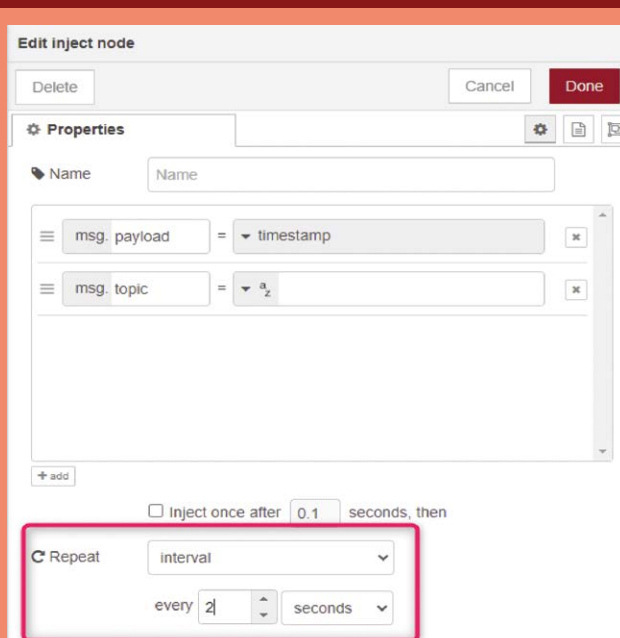 Edit inject node
Delete Cancel Done
Properties
Name Name
msg. payload = timestamp
msg. topic = az
+ add
Inject once after 0.1 seconds, then
Repeat interval
every 2 seconds